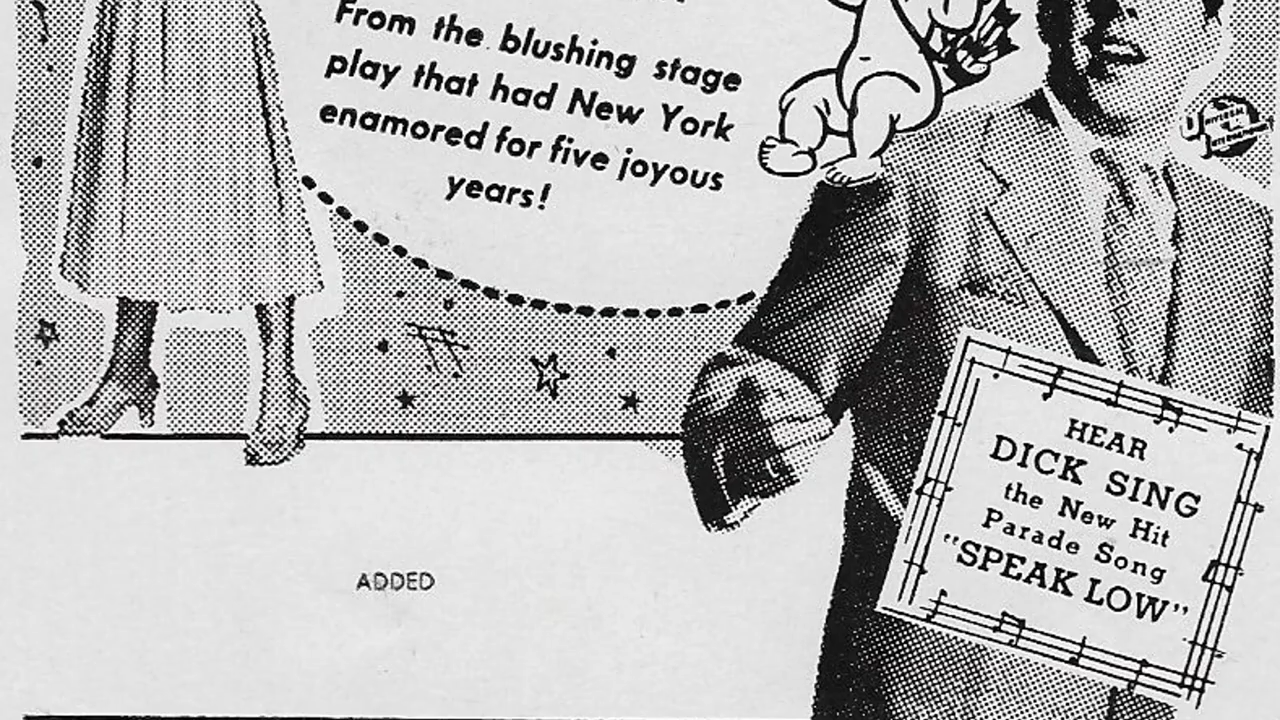 From the blushing stage
play that had New York
enamored for five joyous
years!
HEAR
DICK SING
the New Hit
Parade Song
"SPEAK LOW"
ADDED